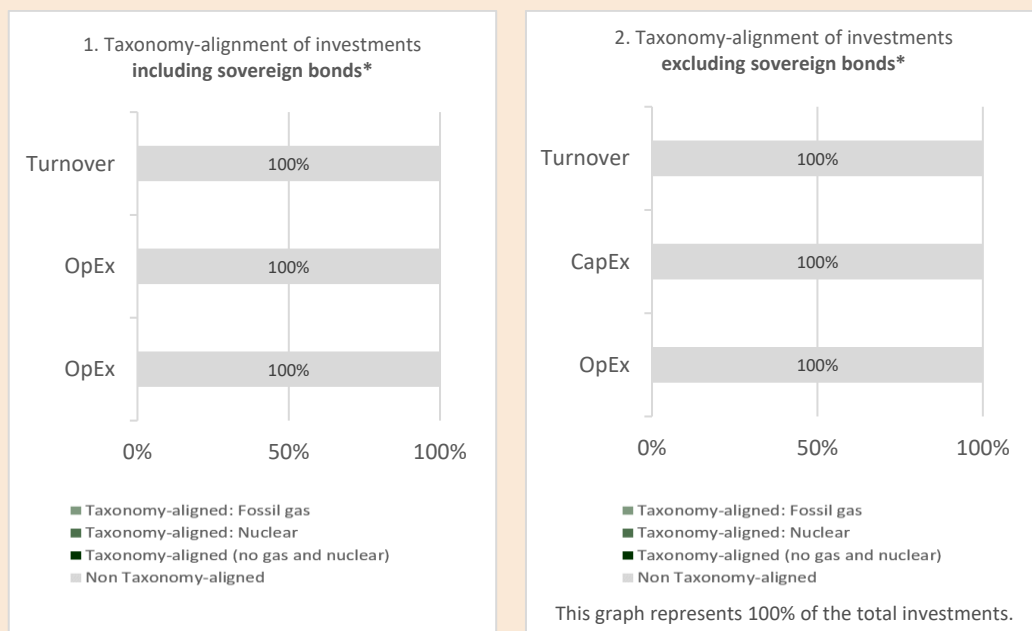 1. Taxonomy-alignment of investments
including sovereign bonds*
Turnover
100%
OpEx
100%
OpEx
100%
0%
50%
100%
Taxonomy-aligned: Fossil gas
Taxonomy-aligned: Nuclear
Taxonomy-aligned (no gas and nuclear)
Non Taxonomy-aligned
2. Taxonomy-alignment of investments
excluding sovereign bonds*
Turnover
100%
CapEx
100%
OpEx
100%
0%
50%
100%
Taxonomy-aligned: Fossil gas
Taxonomy-aligned: Nuclear
Taxonomy-aligned (no gas and nuclear)
Non Taxonomy-aligned
This graph represents 100% of the total investments.